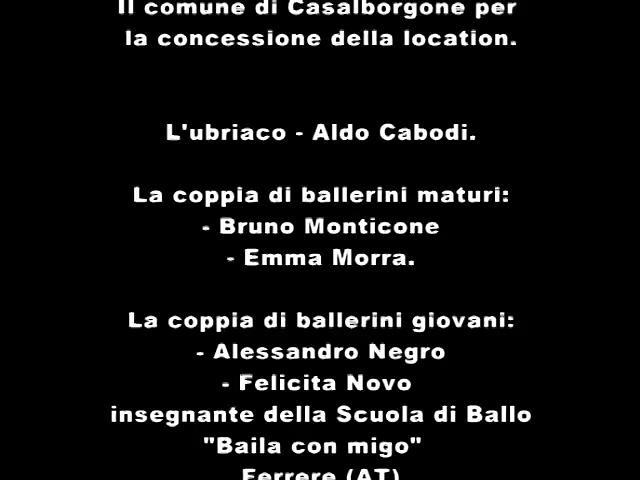 Il comune di Casalborgone per
la concessione della location.
L'ubriaco - Aldo Cabodi.
La coppia di ballerini maturi:
- Bruno Monticone
- Emma Morra.
La coppia di ballerini giovani:
- Alessandro Negro
- Felicita Novo
insegnante della Scuola di Ballo
"Baila con migo"
Ferrere (AT)